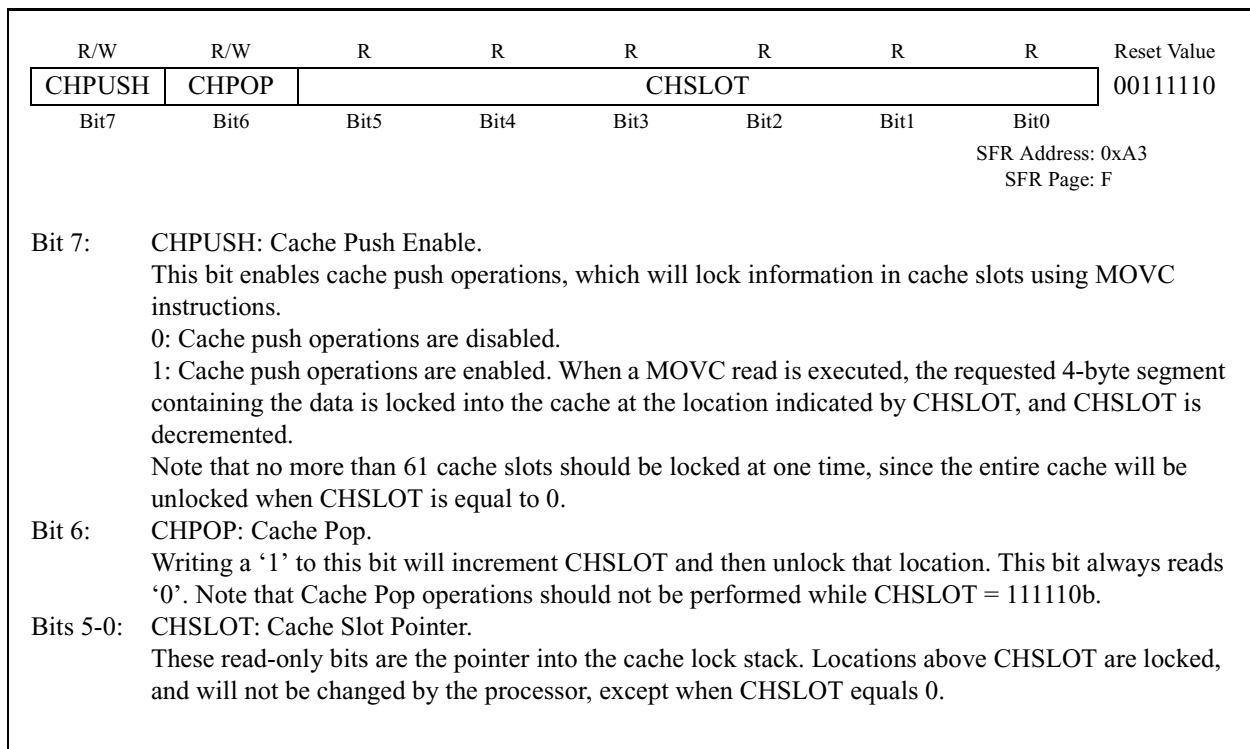 R/W R/W R R R R R R Reset Value
CHPUSH CHPOP CHSLOT 00111110
Bit7 Bit6 Bit5 Bit4 Bit3 Bit2 Bit1 Bit0
SFR Address: 0xA3
SFR Page: F
Bit 7: CHPUSH: Cache Push Enable.
This bit enables cache push operations, which will lock information in cache slots using MOVC
instructions.
0: Cache push operations are disabled.
1: Cache push operations are enabled. When a MOVC read is executed, the requested 4-byte segment
containing the data is locked into the cache at the location indicated by CHSLOT, and CHSLOT is
decremented.
Note that no more than 61 cache slots should be locked at one time, since the entire cache will be
unlocked when CHSLOT is equal to 0.
Bit 6: CHPOP: Cache Pop.
Writing a ‘1’ to this bit will increment CHSLOT and then unlock that location. This bit always reads
‘0’. Note that Cache Pop operations should not be performed while CHSLOT = 111110b.
Bits 5-0: CHSLOT: Cache Slot Pointer.
These read-only bits are the pointer into the cache lock stack. Locations above CHSLOT are locked,
and will not be changed by the processor, except when CHSLOT equals 0.